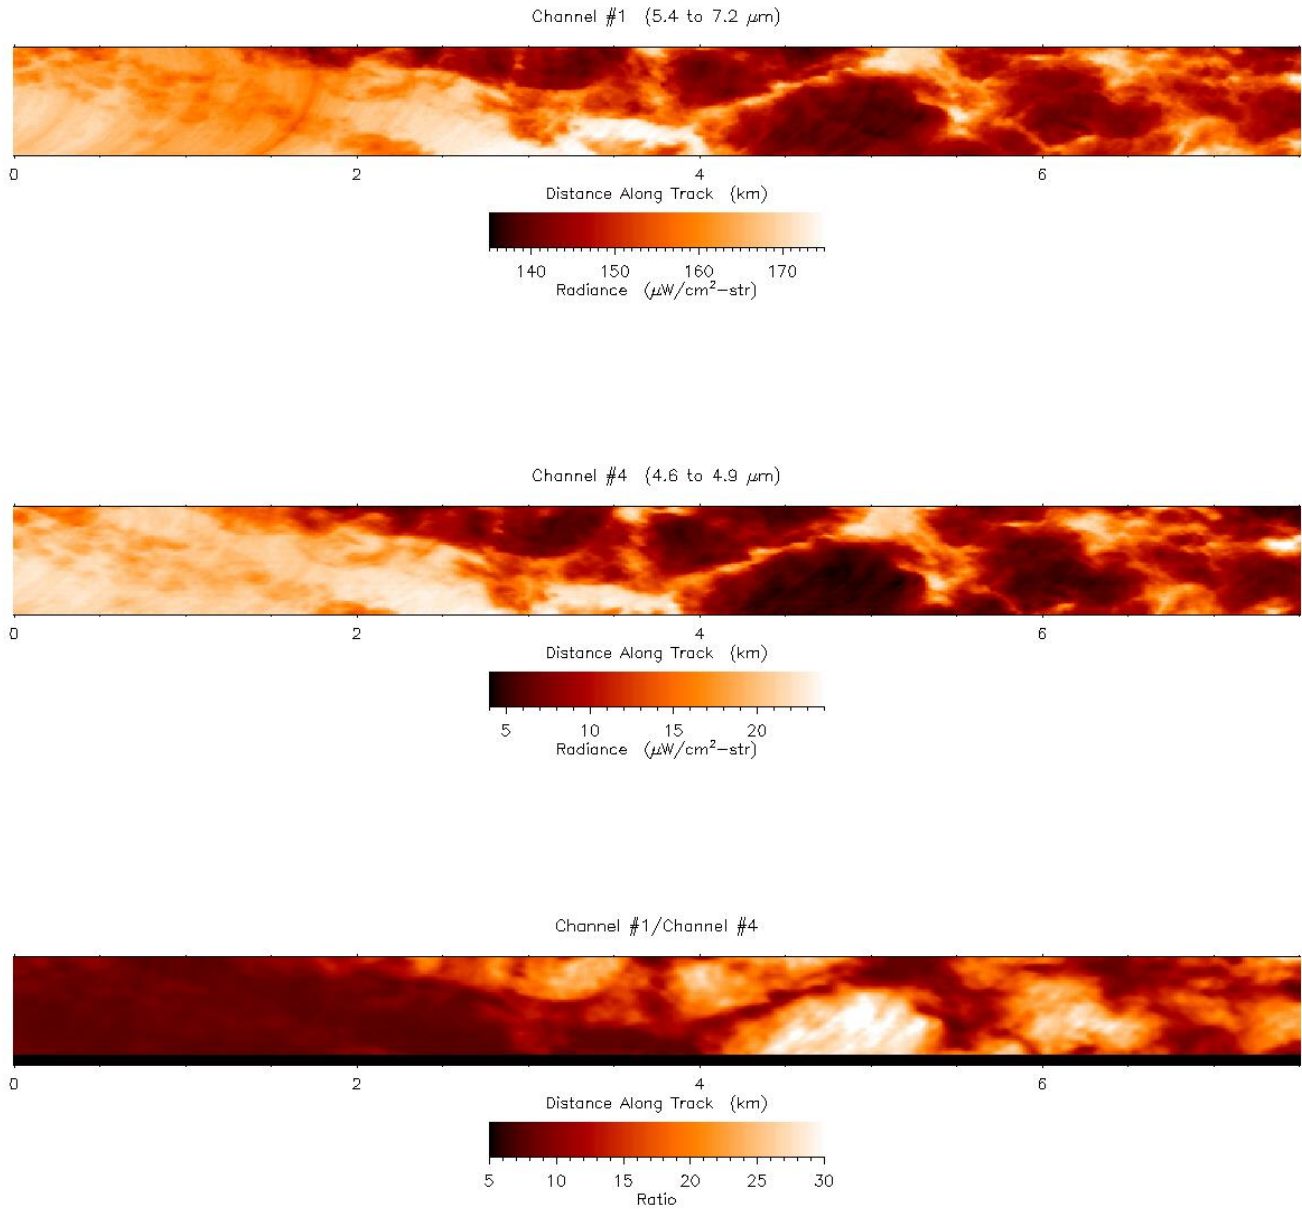 Channel #1 (5.4 to 7.2 μm)
0 2 4 6
Distance Along Track (km)
140 150 160 170
Radiance (μW/cm²-str)
Channel #4 (4.6 to 4.9 μm)
0 2 4 6
Distance Along Track (km)
5 10 15 20
Radiance (μW/cm²-str)
Channel #1/Channel #4
0 2 4 6
Distance Along Track (km)
5 10 15 20 25 30
Ratio